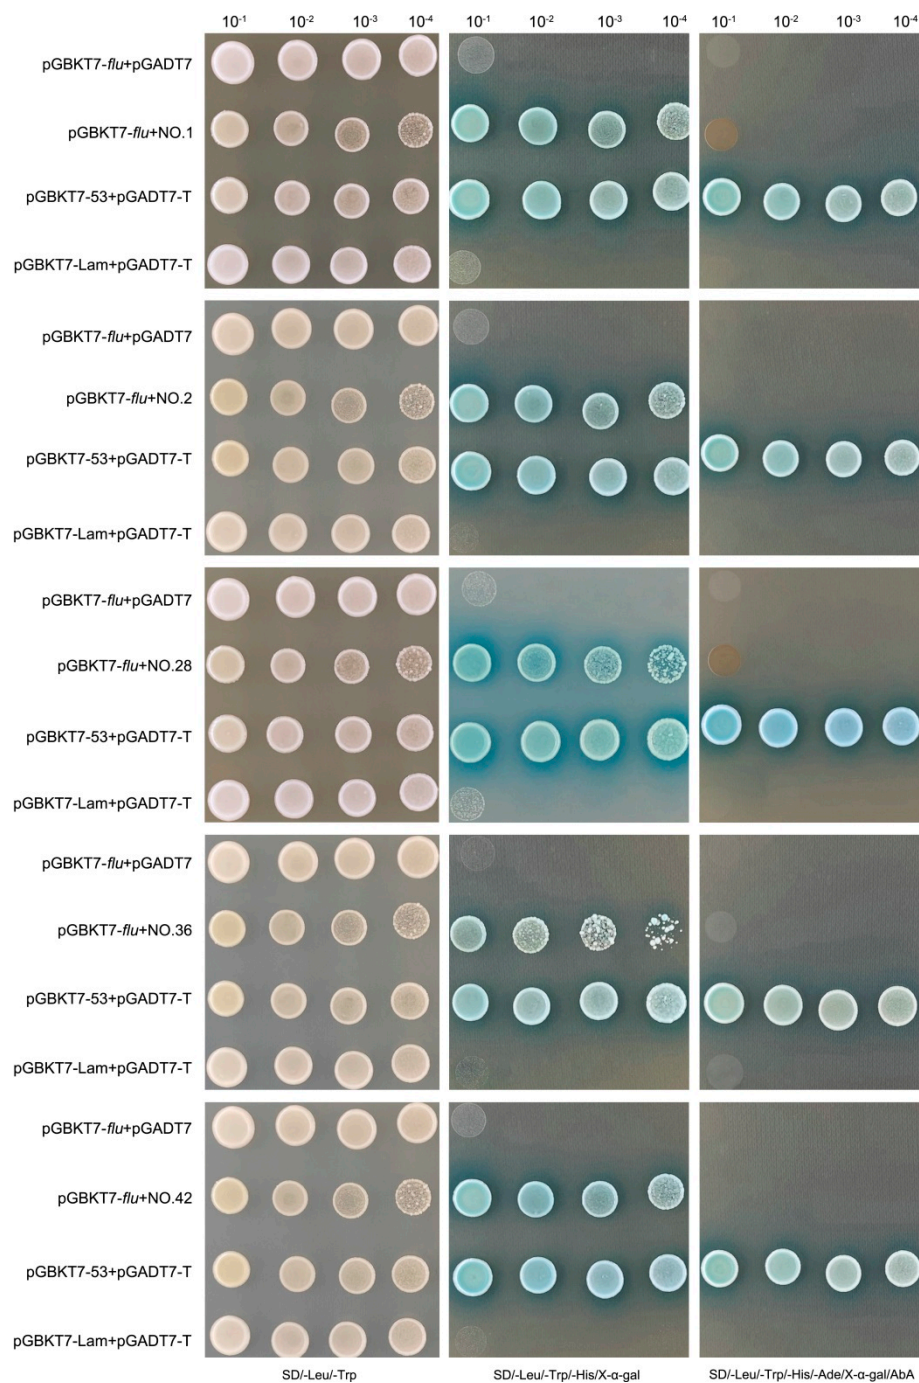 10-1 10-2 10-3 10-4 10-1 10-2 10-3 10-4 10-1 10-2 10-3 10-4
pGBKT7-flu+pGADT7
pGBKT7-flu+NO.1
pGBKT7-53+pGADT7-T
pGBKT7-Lam+pGADT7-T
pGBKT7-flu+pGADT7
pGBKT7-flu+NO.2
pGBKT7-53+pGADT7-T
pGBKT7-Lam+pGADT7-T
pGBKT7-flu+pGADT7
pGBKT7-flu+NO.28
pGBKT7-53+pGADT7-T
pGBKT7-Lam+pGADT7-T
pGBKT7-flu+pGADT7
pGBKT7-flu+NO.36
pGBKT7-53+pGADT7-T
pGBKT7-Lam+pGADT7-T
pGBKT7-flu+pGADT7
pGBKT7-flu+NO.42
pGBKT7-53+pGADT7-T
pGBKT7-Lam+pGADT7-T
SD/-Leu/-Trp SD/-Leu/-Trp/-His/X-α-gal SD/-Leu/-Trp/-His/-Ade/X-α-gal/AbA